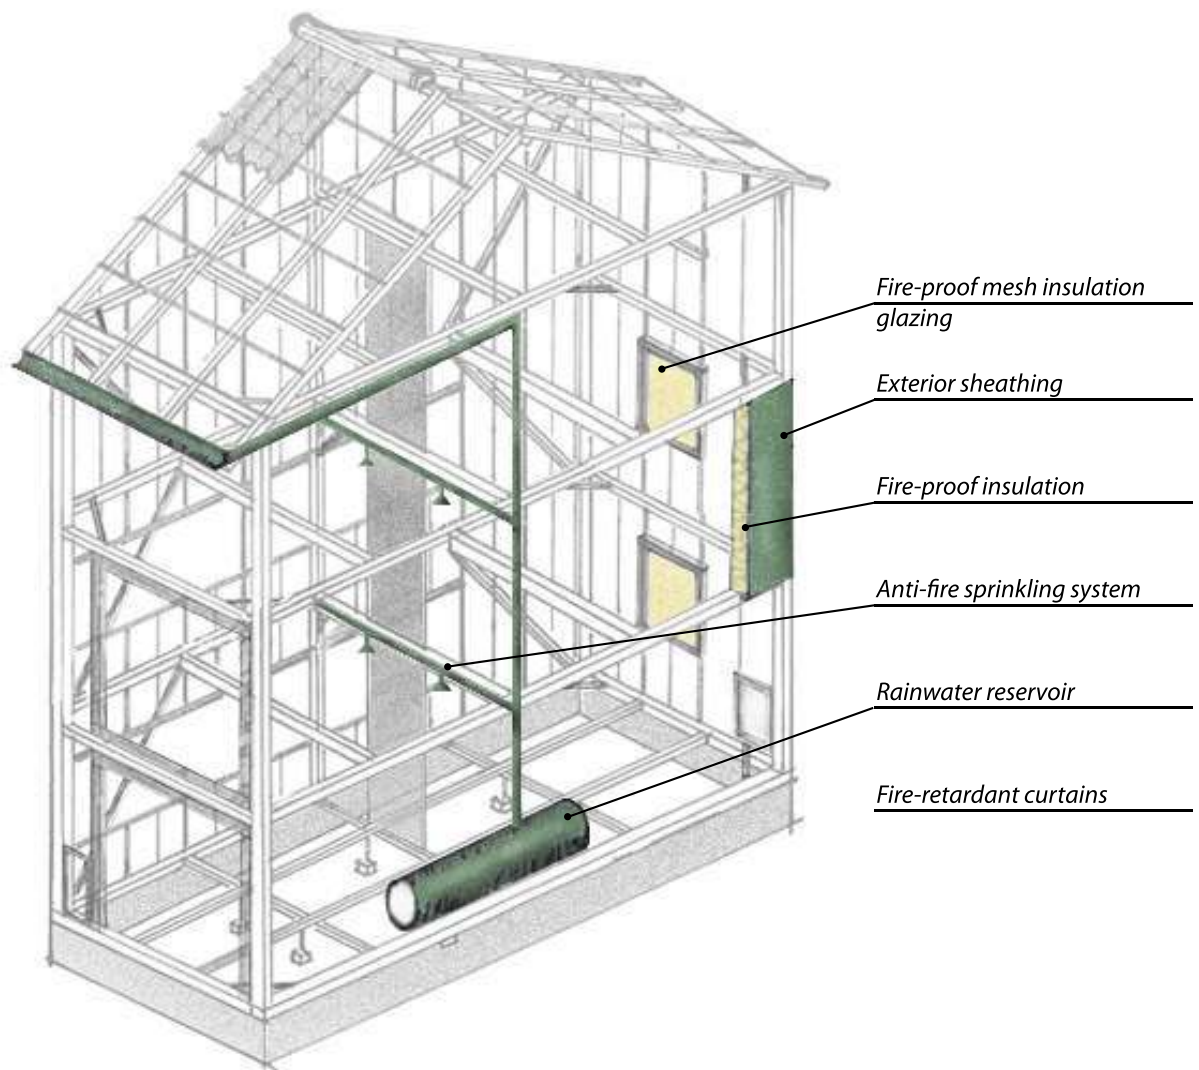 Fire-proof mesh insulation
glazing
Exterior sheathing
Fire-proof insulation
Anti-fire sprinkling system
Rainwater reservoir
Fire-retardant curtains